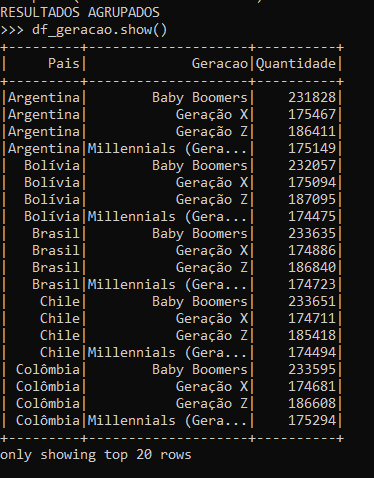 RESULTADOS AGRUPADOS
>>> df_geracao.show()
+---------+--------------------+----------+
|     Pais|             Geracao|Quantidade|
+---------+--------------------+----------+
|Argentina|        Baby Boomers|    231828|
|Argentina|           Geração X|    175467|
|Argentina|           Geração Z|    186411|
|Argentina|Millennials (Gera...|    175149|
|  Bolívia|        Baby Boomers|    232057|
|  Bolívia|           Geração X|    175094|
|  Bolívia|           Geração Z|    187095|
|  Bolívia|Millennials (Gera...|    174475|
|   Brasil|        Baby Boomers|    233635|
|   Brasil|           Geração X|    174886|
|   Brasil|           Geração Z|    186840|
|   Brasil|Millennials (Gera...|    174723|
|    Chile|        Baby Boomers|    233651|
|    Chile|           Geração X|    174711|
|    Chile|           Geração Z|    185418|
|    Chile|Millennials (Gera...|    174494|
| Colômbia|        Baby Boomers|    233595|
| Colômbia|           Geração X|    174681|
| Colômbia|           Geração Z|    186608|
| Colômbia|Millennials (Gera...|    175294|
+---------+--------------------+----------+
only showing top 20 rows